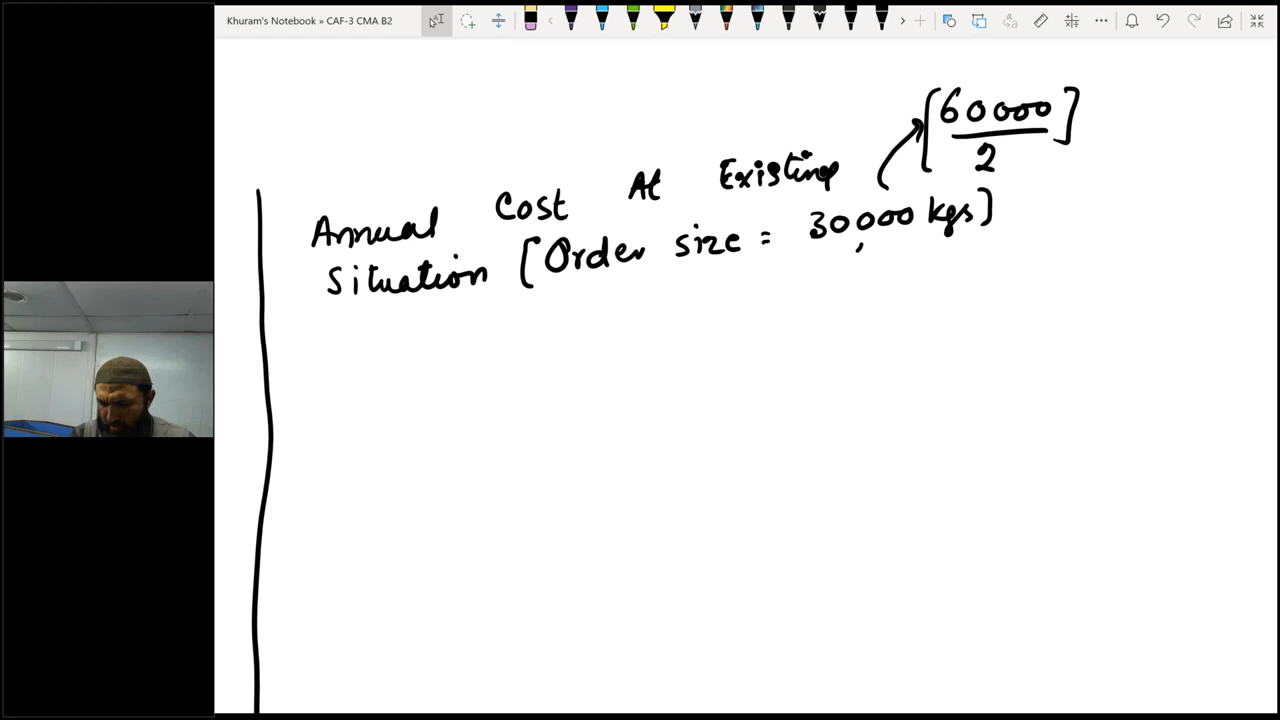 Khuram's Notebook » CAF-3 CMA B2
[60000
2]
Annual Cost At Existing
Situation [Order size = 30,000 kgs]